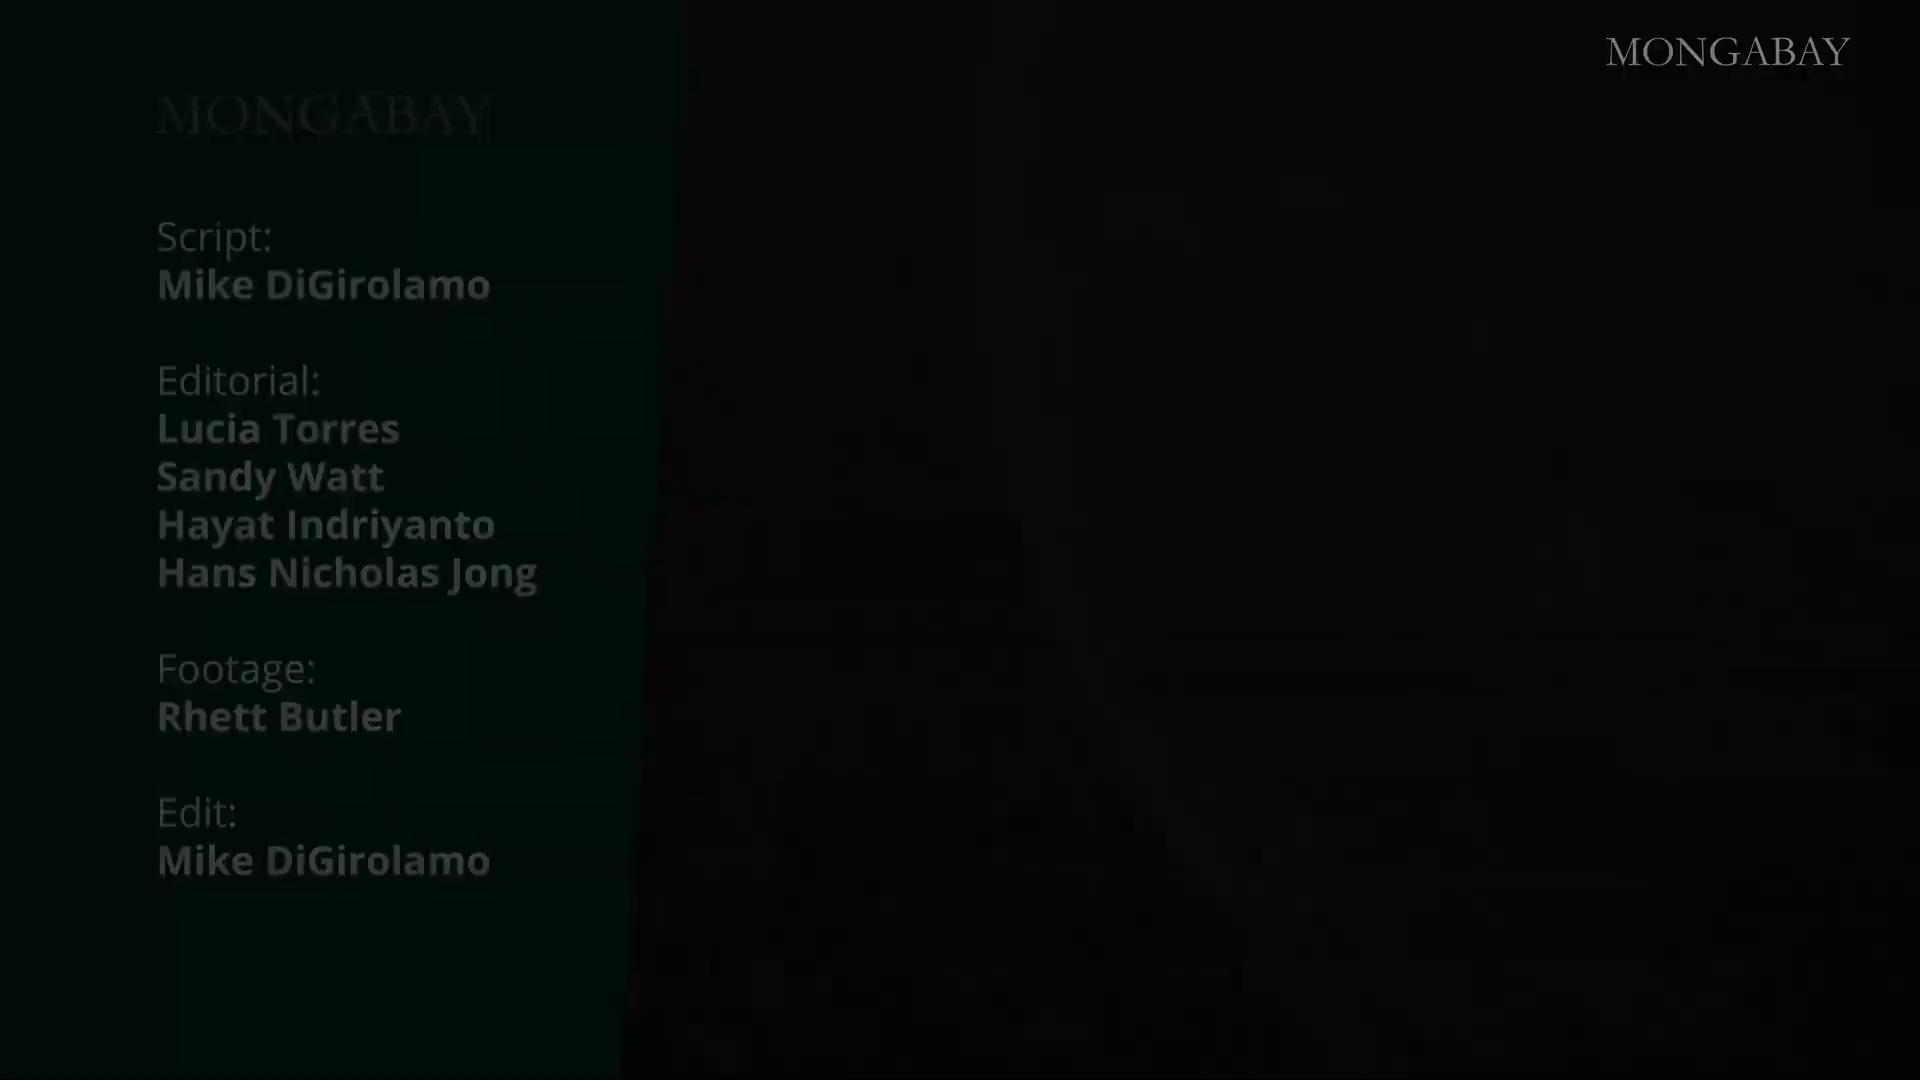 MONGABAY
MONGABAY
Script:
Mike DiGirolamo
Editorial:
Lucia Torres
Sandy Watt
Hayat Indriyanto
Hans Nicholas Jong
Footage:
Rhett Butler
Edit:
Mike DiGirolamo